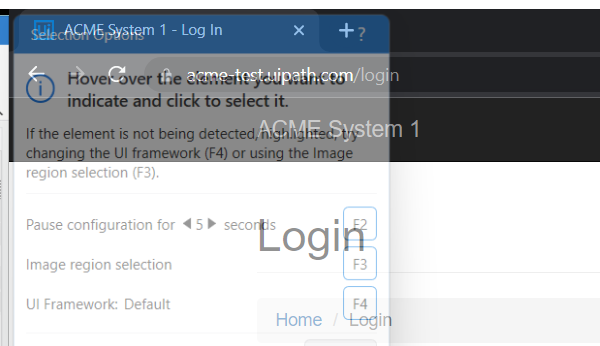 Selection Options
ACME System 1 - Log In
?
Hover over the element you want to
indicate and click to select it.
acme-test.uipath.com/login
ACME System 1
If the element is not being detected/highlighted, try
changing the UI framework (F4) or using the Image
region selection (F3).
Pause configuration for 5 seconds
F2
Login
Image region selection
F3
UI Framework: Default
F4
Home / Login